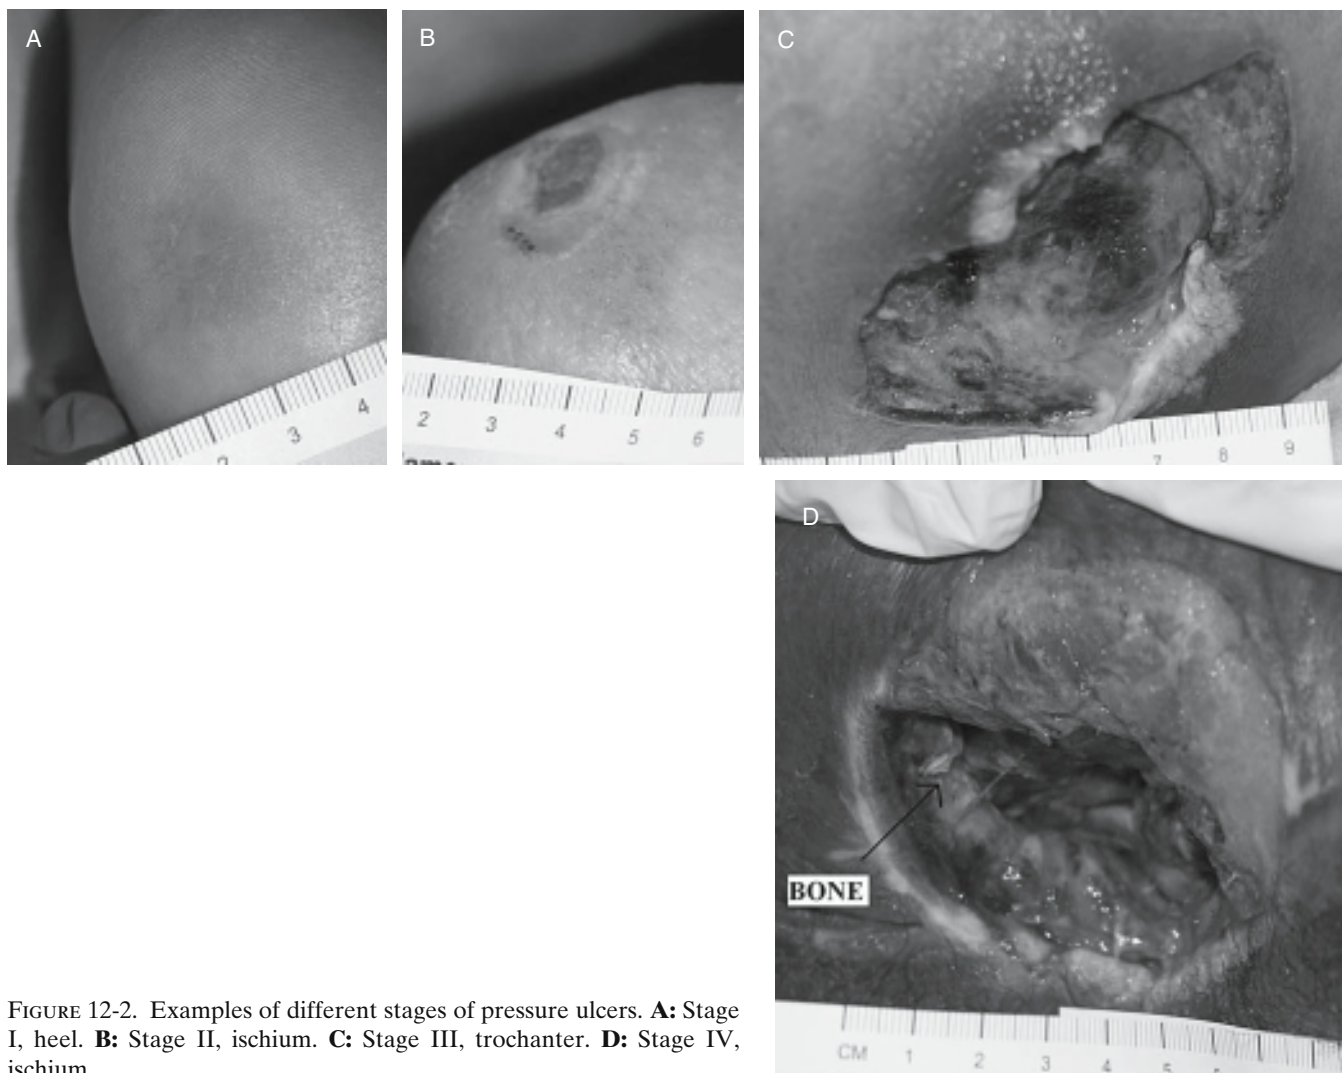 A
B
C
2
3
4
2
3
4
5
6
7
8
9
D
BONE
CM
1
2
3
4
5
FIGURE 12-2. Examples of different stages of pressure ulcers. A: Stage
I, heel. B: Stage II, ischium. C: Stage III, trochanter. D: Stage IV,
ischium